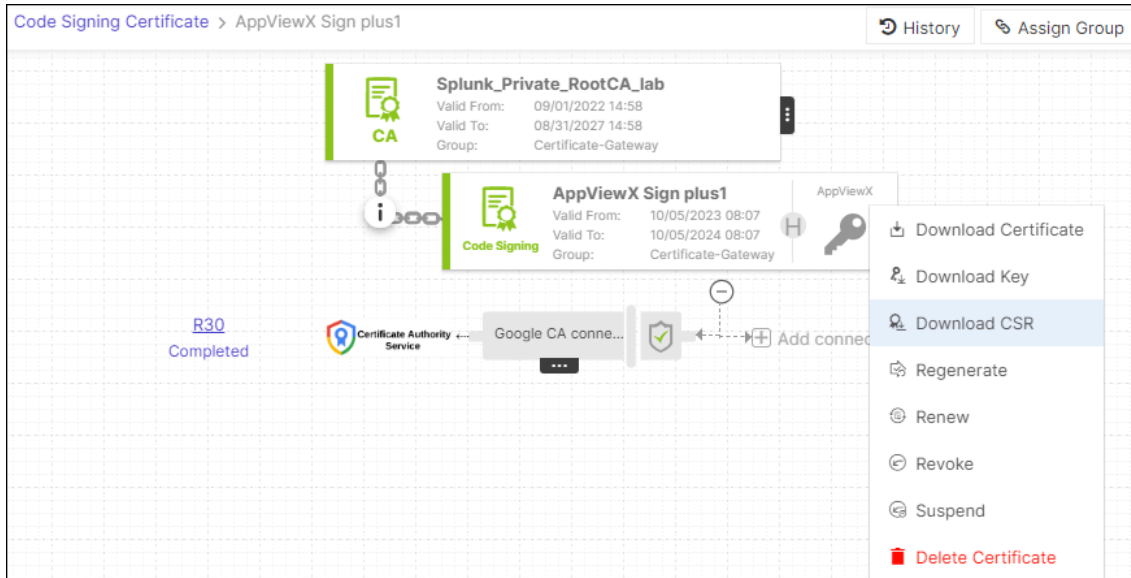 Code Signing Certificate > AppViewX Sign plus1
History
Assign Group
Splunk_Private_RootCA_lab
Valid From: 09/01/2022 14:58
Valid To: 08/31/2027 14:58
Group: Certificate-Gateway
CA
i
AppViewX Sign plus1
Valid From: 10/05/2023 08:07
Valid To: 10/05/2024 08:07
Group: Certificate-Gateway
Code Signing
H
AppViewX
Download Certificate
Download Key
Download CSR
Regenerate
Renew
Revoke
Suspend
Delete Certificate
R30
Completed
Certificate Authority
Service
Google CA conne...
Add connec